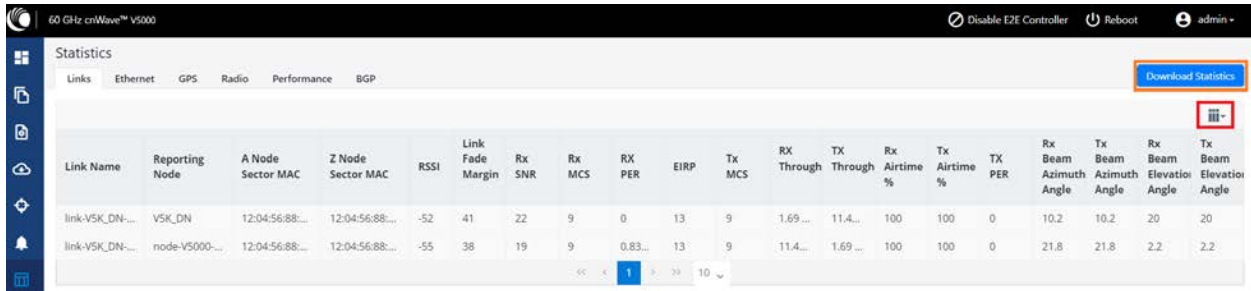 60 GHz cnWave™ V5000 Disable E2E Controller Reboot admin
Statistics
Links Ethernet GPS Radio Performance BGP Download Statistics
Link Name Reporting Node A Node Sector MAC Z Node Sector MAC RSSI Link Fade Margin Rx SNR Rx MCS RX PER EIRP Tx MCS RX Through TX Through Rx Airtime % Tx Airtime % TX PER Rx Beam Azimuth Angle Tx Beam Azimuth Angle Rx Beam Elevation Angle Tx Beam Elevation Angle
link-V5K_DN-... V5K_DN 12:04:56:88:... 12:04:56:88:... -52 41 22 9 0 13 9 1.69 ... 11.4... 100 100 0 10.2 10.2 20 20
link-V5K_DN-... node-V5000-... 12:04:56:88:... 12:04:56:88:... -55 38 19 9 0.83... 13 9 11.4... 1.69 ... 100 100 0 21.8 21.8 2.2 2.2
<< < 1 > >> 10